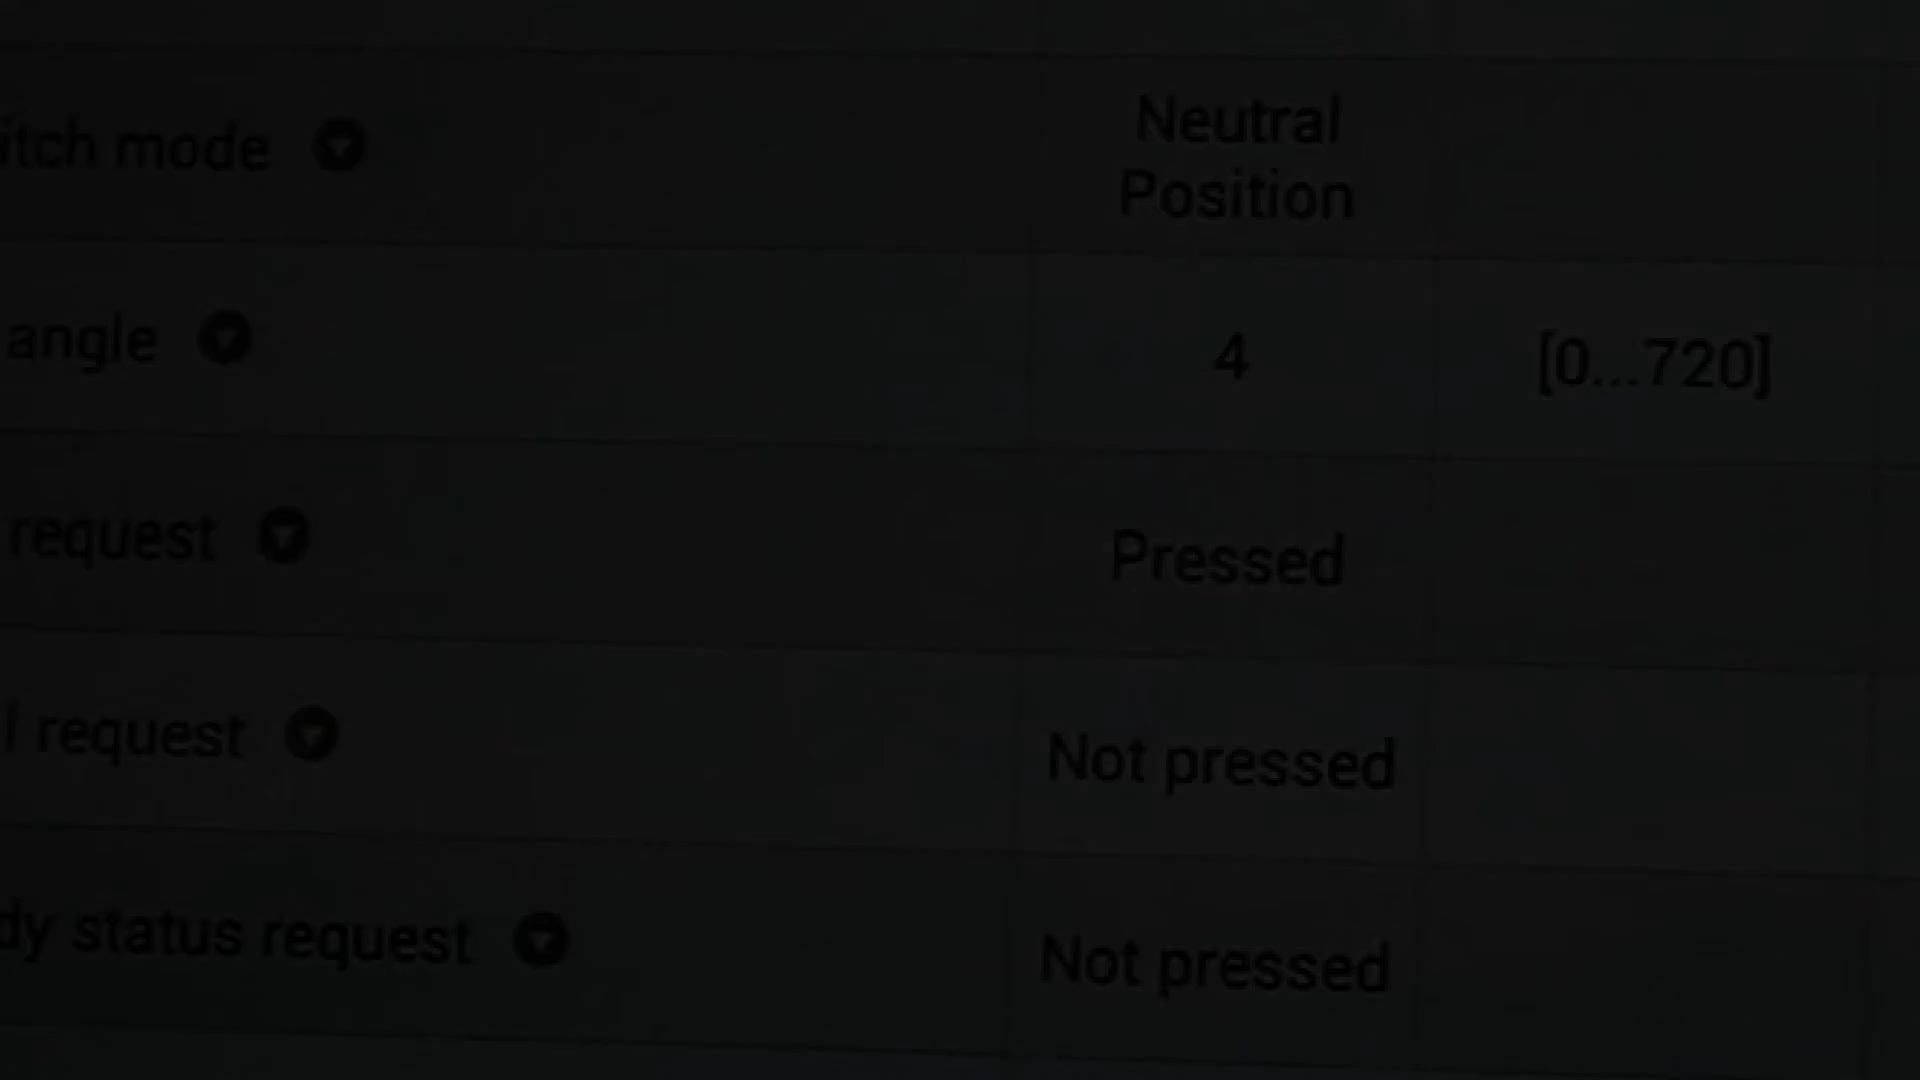 itch mode Neutral
Position
angle 4 [0...720]
request Pressed
l request Not pressed
dy status request Not pressed